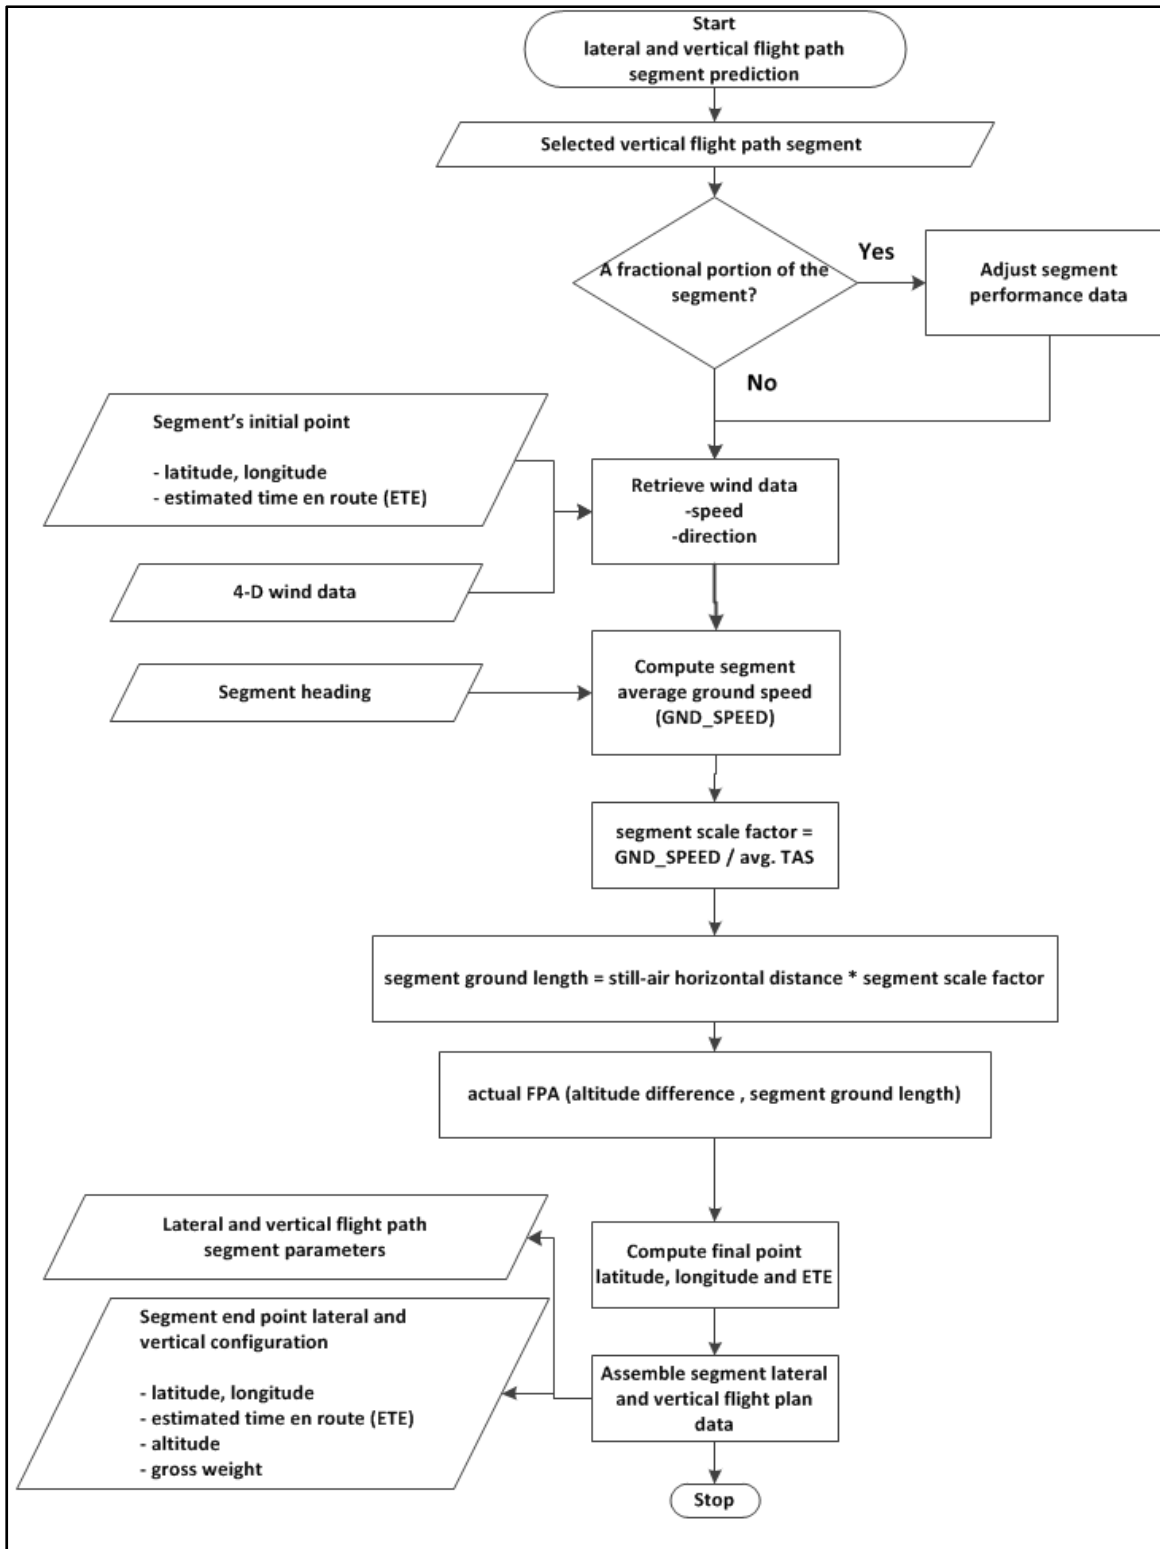 Start
lateral and vertical flight path
segment prediction
Selected vertical flight path segment
A fractional portion of the
segment?
Yes
Adjust segment
performance data
No
Segment's initial point
- latitude, longitude
- estimated time en route (ETE)
Retrieve wind data
-speed
-direction
4-D wind data
Segment heading
Compute segment
average ground speed
(GND_SPEED)
segment scale factor =
GND_SPEED / avg. TAS
segment ground length = still-air horizontal distance * segment scale factor
actual FPA (altitude difference , segment ground length)
Lateral and vertical flight path
segment parameters
Compute final point
latitude, longitude and ETE
Segment end point lateral and
vertical configuration
- latitude, longitude
- estimated time en route (ETE)
- altitude
- gross weight
Assemble segment lateral
and vertical flight plan
data
Stop